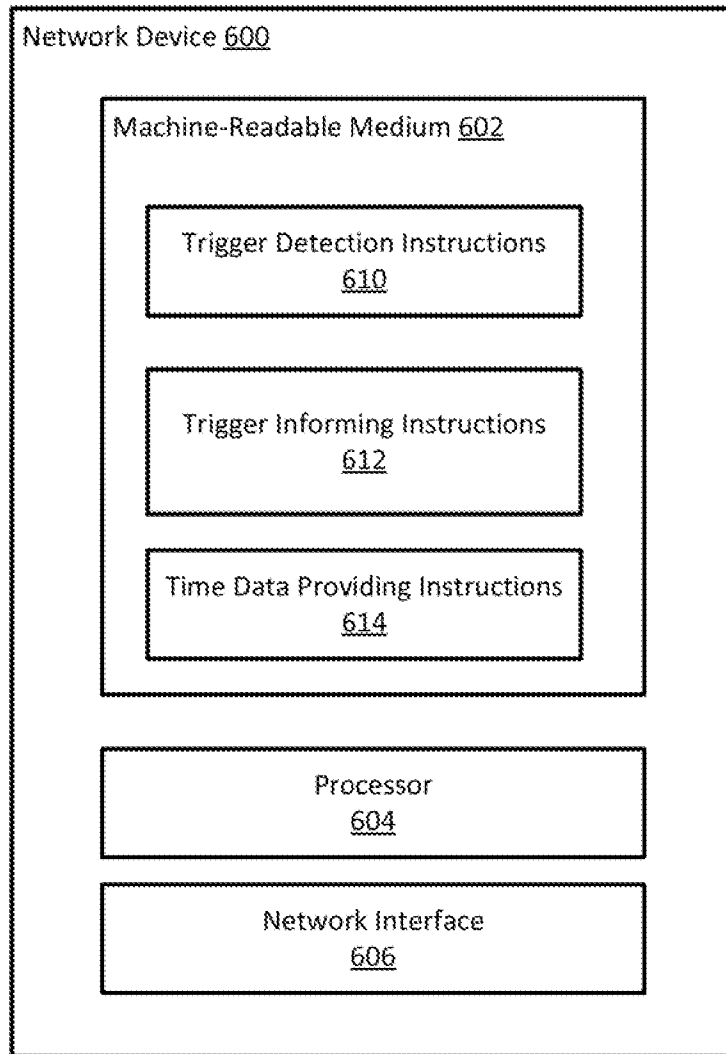 Network Device 600
Machine-Readable Medium 602
Trigger Detection Instructions
610
Trigger Informing Instructions
612
Time Data Providing Instructions
614
Processor
604
Network Interface
606